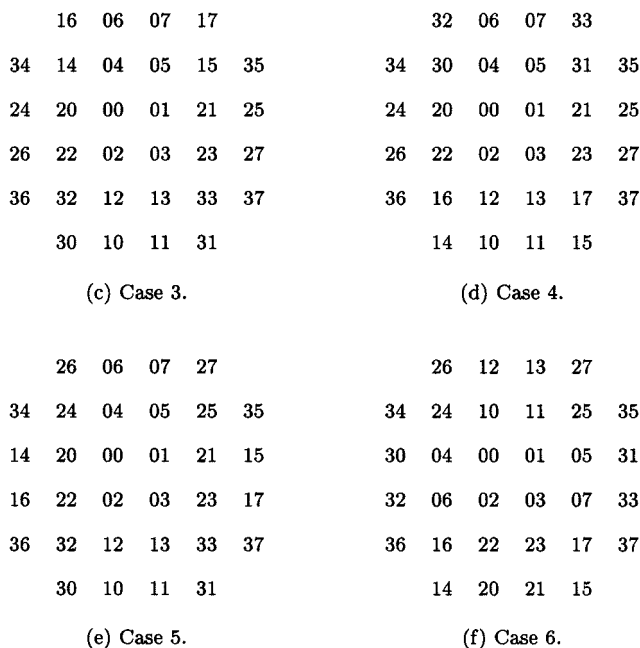 16 06 07 17
34 14 04 05 15 35
24 20 00 01 21 25
26 22 02 03 23 27
36 32 12 13 33 37
30 10 11 31
(c) Case 3.
32 06 07 33
34 30 04 05 31 35
24 20 00 01 21 25
26 22 02 03 23 27
36 16 12 13 17 37
14 10 11 15
(d) Case 4.
26 06 07 27
34 24 04 05 25 35
14 20 00 01 21 15
16 22 02 03 23 17
36 32 12 13 33 37
30 10 11 31
(e) Case 5.
26 12 13 27
34 24 10 11 25 35
30 04 00 01 05 31
32 06 02 03 07 33
36 16 22 23 17 37
14 20 21 15
(f) Case 6.